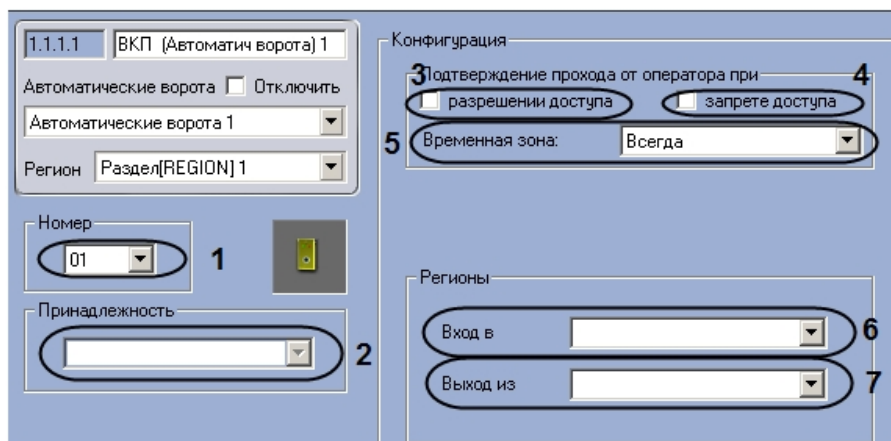 1.1.1.1 ВКП (Автоматич ворота) 1
Автоматические ворота Отключить
Автоматические ворота 1
Регион Раздел[REGION] 1
Номер
01 1
Принадлежность
2
Конфигурация
3 Подтверждение прохода от оператора при 4
разрешении доступа запрете доступа
5 Временная зона: Всегда
Регионы
Вход в 6
Выход из 7